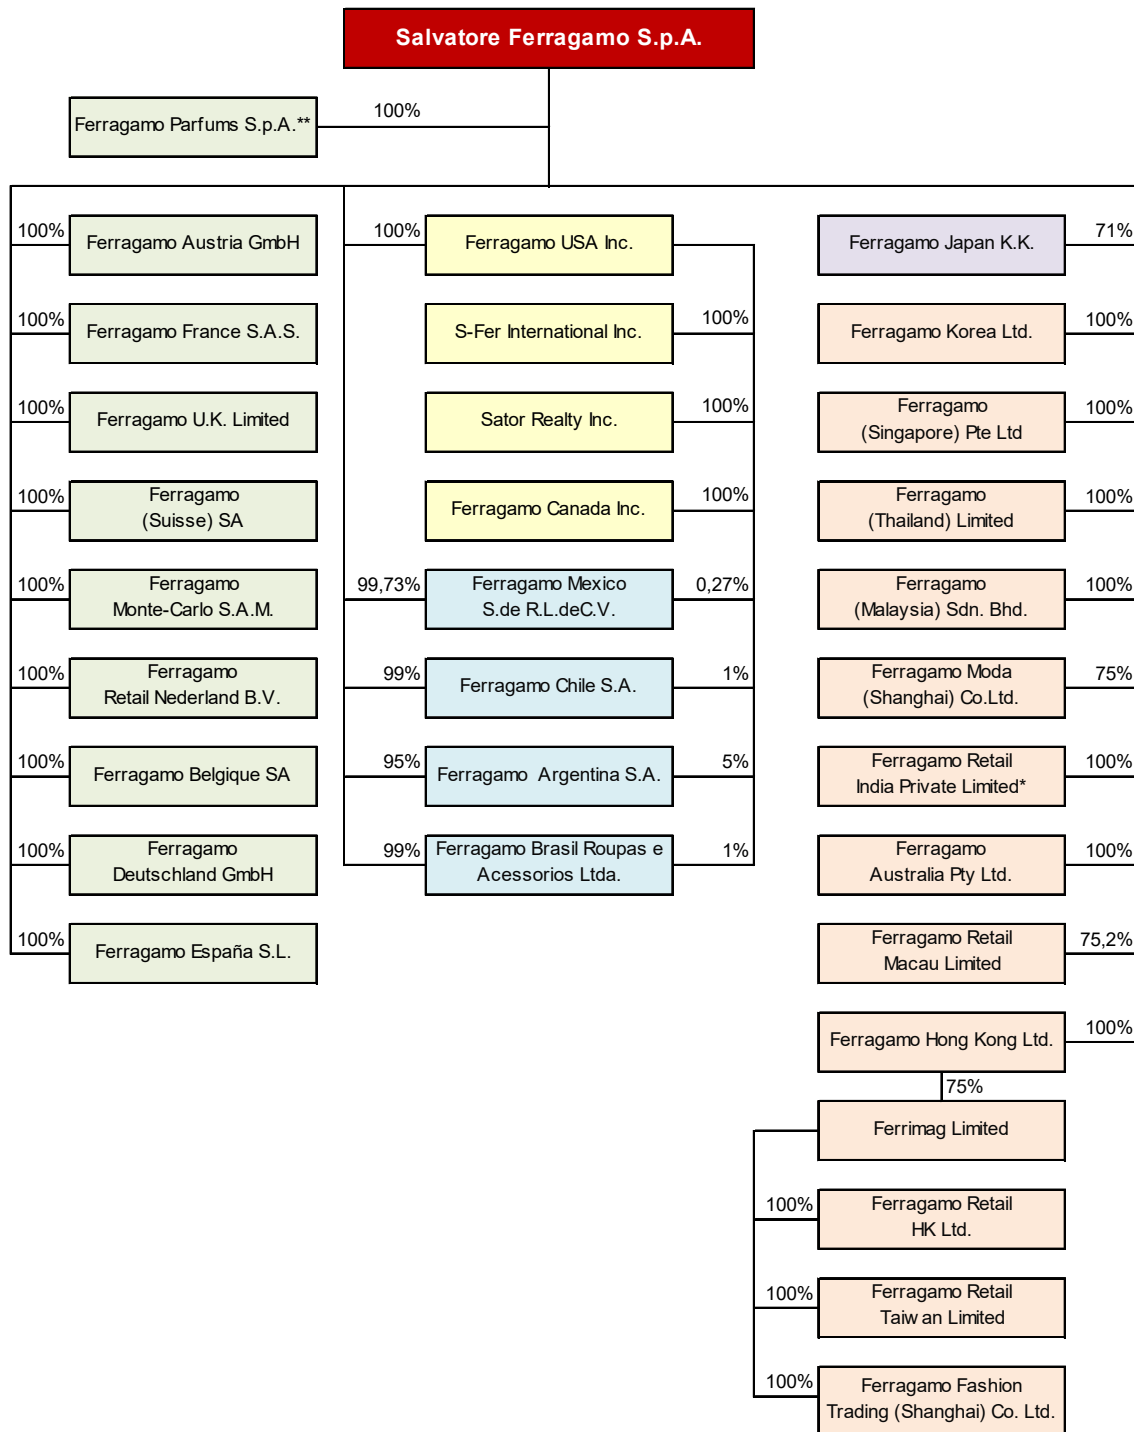 Salvatore Ferragamo S.p.A.
Ferragamo Parfums S.p.A.**
100%
100%
Ferragamo Austria GmbH
100%
Ferragamo France S.A.S.
100%
Ferragamo U.K. Limited
100%
Ferragamo
(Suisse) SA
100%
Ferragamo
Monte-Carlo S.A.M.
100%
Ferragamo
Retail Nederland B.V.
100%
Ferragamo Belgique SA
100%
Ferragamo
Deutschland GmbH
100%
Ferragamo España S.L.
100%
Ferragamo USA Inc.
S-Fer International Inc.
100%
Sator Realty Inc.
100%
Ferragamo Canada Inc.
100%
99,73%
Ferragamo Mexico
S.de R.L.deC.V.
0,27%
99%
Ferragamo Chile S.A.
1%
95%
Ferragamo Argentina S.A.
5%
99%
Ferragamo Brasil Roupas e
Acessorios Ltda.
1%
Ferragamo Japan K.K.
71%
Ferragamo Korea Ltd.
100%
Ferragamo
(Singapore) Pte Ltd
100%
Ferragamo
(Thailand) Limited
100%
Ferragamo
(Malaysia) Sdn. Bhd.
100%
Ferragamo Moda
(Shanghai) Co.Ltd.
75%
Ferragamo Retail
India Private Limited*
100%
Ferragamo
Australia Pty Ltd.
100%
Ferragamo Retail
Macau Limited
75,2%
Ferragamo Hong Kong Ltd.
100%
75%
Ferrimag Limited
100%
Ferragamo Retail
HK Ltd.
100%
Ferragamo Retail
Taiwan Limited
100%
Ferragamo Fashion
Trading (Shanghai) Co. Ltd.